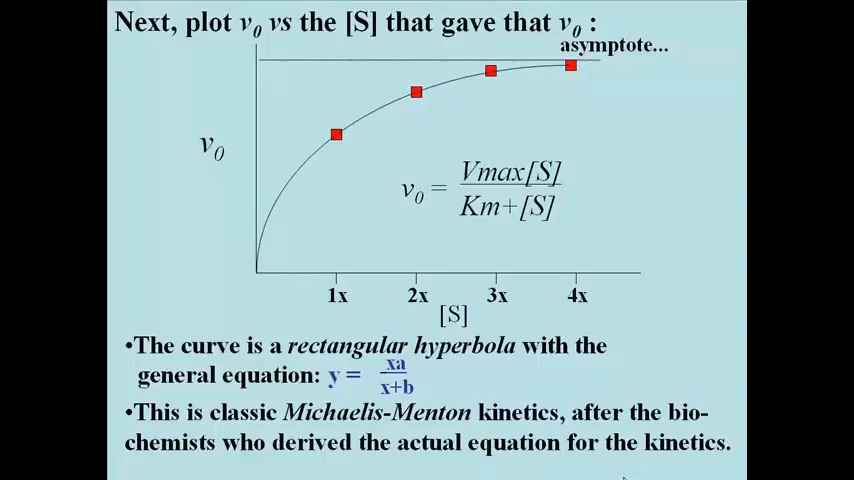 Next, plot v0 vs the [S] that gave that v0 :
asymptote...
v0
v0 = Vmax[S]
Km+[S]
1x 2x 3x 4x
[S]
•The curve is a rectangular hyperbola with the
general equation: y = xa
x+b
•This is classic Michaelis-Menton kinetics, after the bio-
chemists who derived the actual equation for the kinetics.